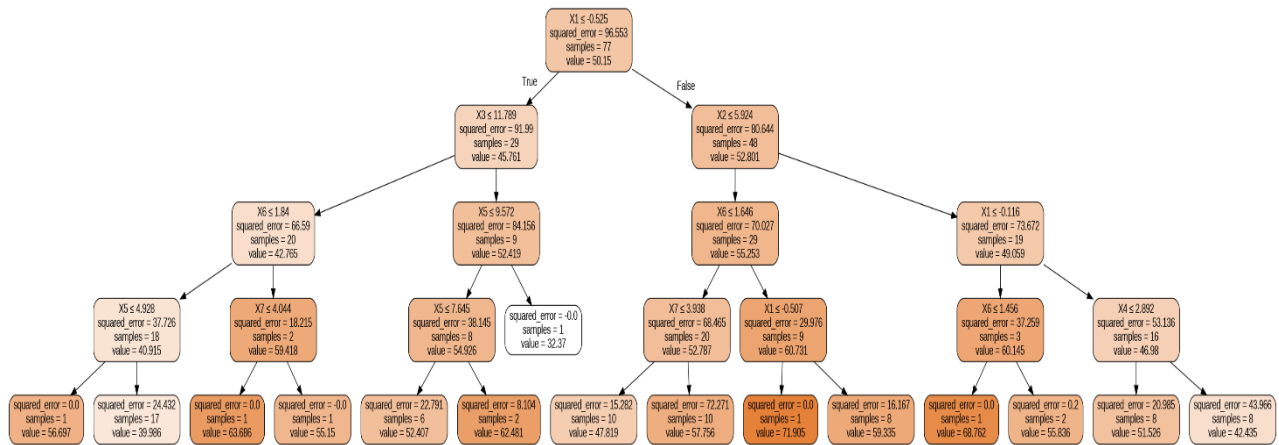 X1 ≤ -0.525
squared_error = 96.553
samples = 77
value = 50.15
True
False
X3 ≤ 11.789
squared_error = 91.99
samples = 29
value = 45.761
X2 ≤ 5.924
squared_error = 80.644
samples = 48
value = 52.801
X6 ≤ 1.84
squared_error = 66.59
samples = 20
value = 42.765
X5 ≤ 9.572
squared_error = 84.156
samples = 9
value = 52.419
X6 ≤ 1.646
squared_error = 70.027
samples = 29
value = 55.253
X1 ≤ -0.116
squared_error = 73.672
samples = 19
value = 49.059
X5 ≤ 4.928
squared_error = 37.726
samples = 18
value = 40.915
X7 ≤ 4.044
squared_error = 18.215
samples = 2
value = 59.418
X5 ≤ 7.645
squared_error = 38.145
samples = 8
value = 54.926
squared_error = -0.0
samples = 1
value = 32.37
X7 ≤ 3.938
squared_error = 68.465
samples = 20
value = 52.787
X1 ≤ -0.507
squared_error = 29.976
samples = 9
value = 60.731
X6 ≤ 1.456
squared_error = 37.259
samples = 3
value = 60.145
X4 ≤ 2.892
squared_error = 53.136
samples = 16
value = 46.98
squared_error = 0.0
samples = 1
value = 56.697
squared_error = 24.432
samples = 17
value = 39.986
squared_error = 0.0
samples = 1
value = 63.686
squared_error = -0.0
samples = 1
value = 55.15
squared_error = 22.791
samples = 6
value = 52.407
squared_error = 8.104
samples = 2
value = 62.481
squared_error = 15.282
samples = 10
value = 47.819
squared_error = 72.271
samples = 10
value = 57.756
squared_error = 0.0
samples = 1
value = 71.905
squared_error = 16.167
samples = 8
value = 59.335
squared_error = 0.0
samples = 1
value = 68.762
squared_error = 0.2
samples = 2
value = 55.836
squared_error = 20.985
samples = 8
value = 51.526
squared_error = 43.966
samples = 8
value = 42.435